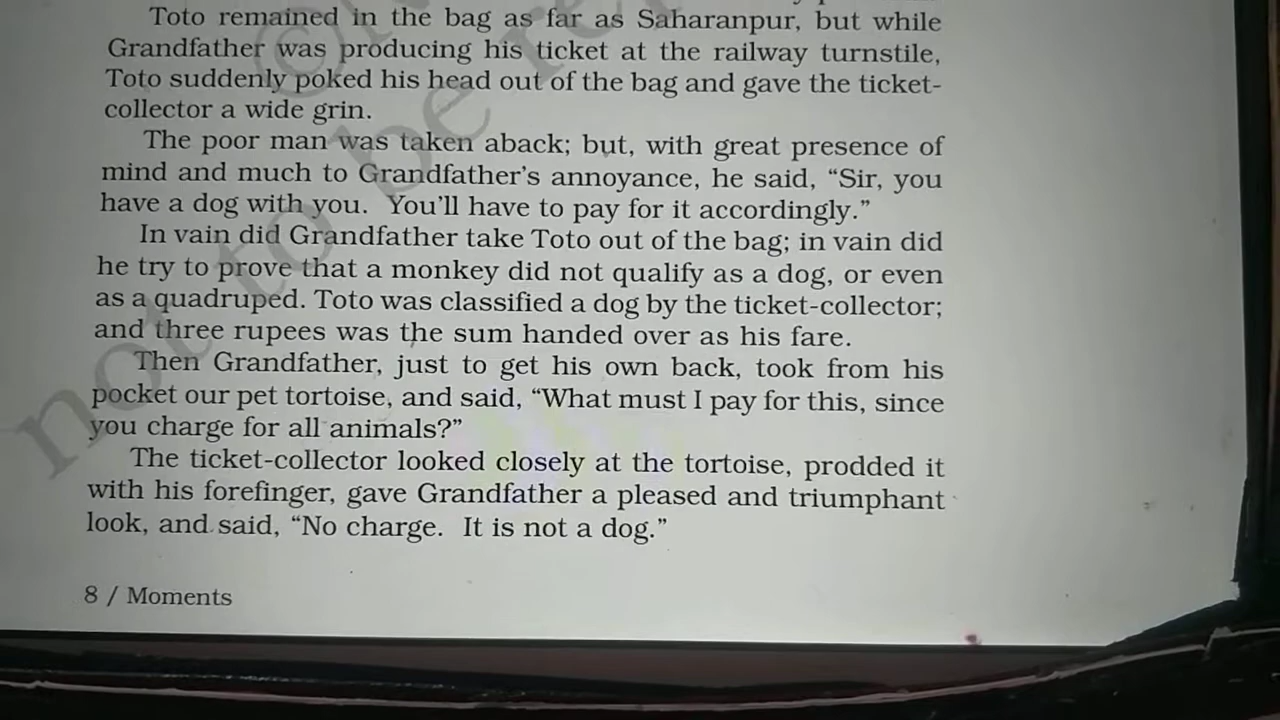 Toto remained in the bag as far as Saharanpur, but while
Grandfather was producing his ticket at the railway turnstile,
Toto suddenly poked his head out of the bag and gave the ticket-
collector a wide grin.
The poor man was taken aback; but, with great presence of
mind and much to Grandfather's annoyance, he said, “Sir, you
have a dog with you. You'll have to pay for it accordingly.”
In vain did Grandfather take Toto out of the bag; in vain did
he try to prove that a monkey did not qualify as a dog, or even
as a quadruped. Toto was classified a dog by the ticket-collector;
and three rupees was the sum handed over as his fare.
Then Grandfather, just to get his own back, took from his
pocket our pet tortoise, and said, “What must I pay for this, since
you charge for all animals?”
The ticket-collector looked closely at the tortoise, prodded it
with his forefinger, gave Grandfather a pleased and triumphant
look, and said, “No charge. It is not a dog.”
8 / Moments
not to be